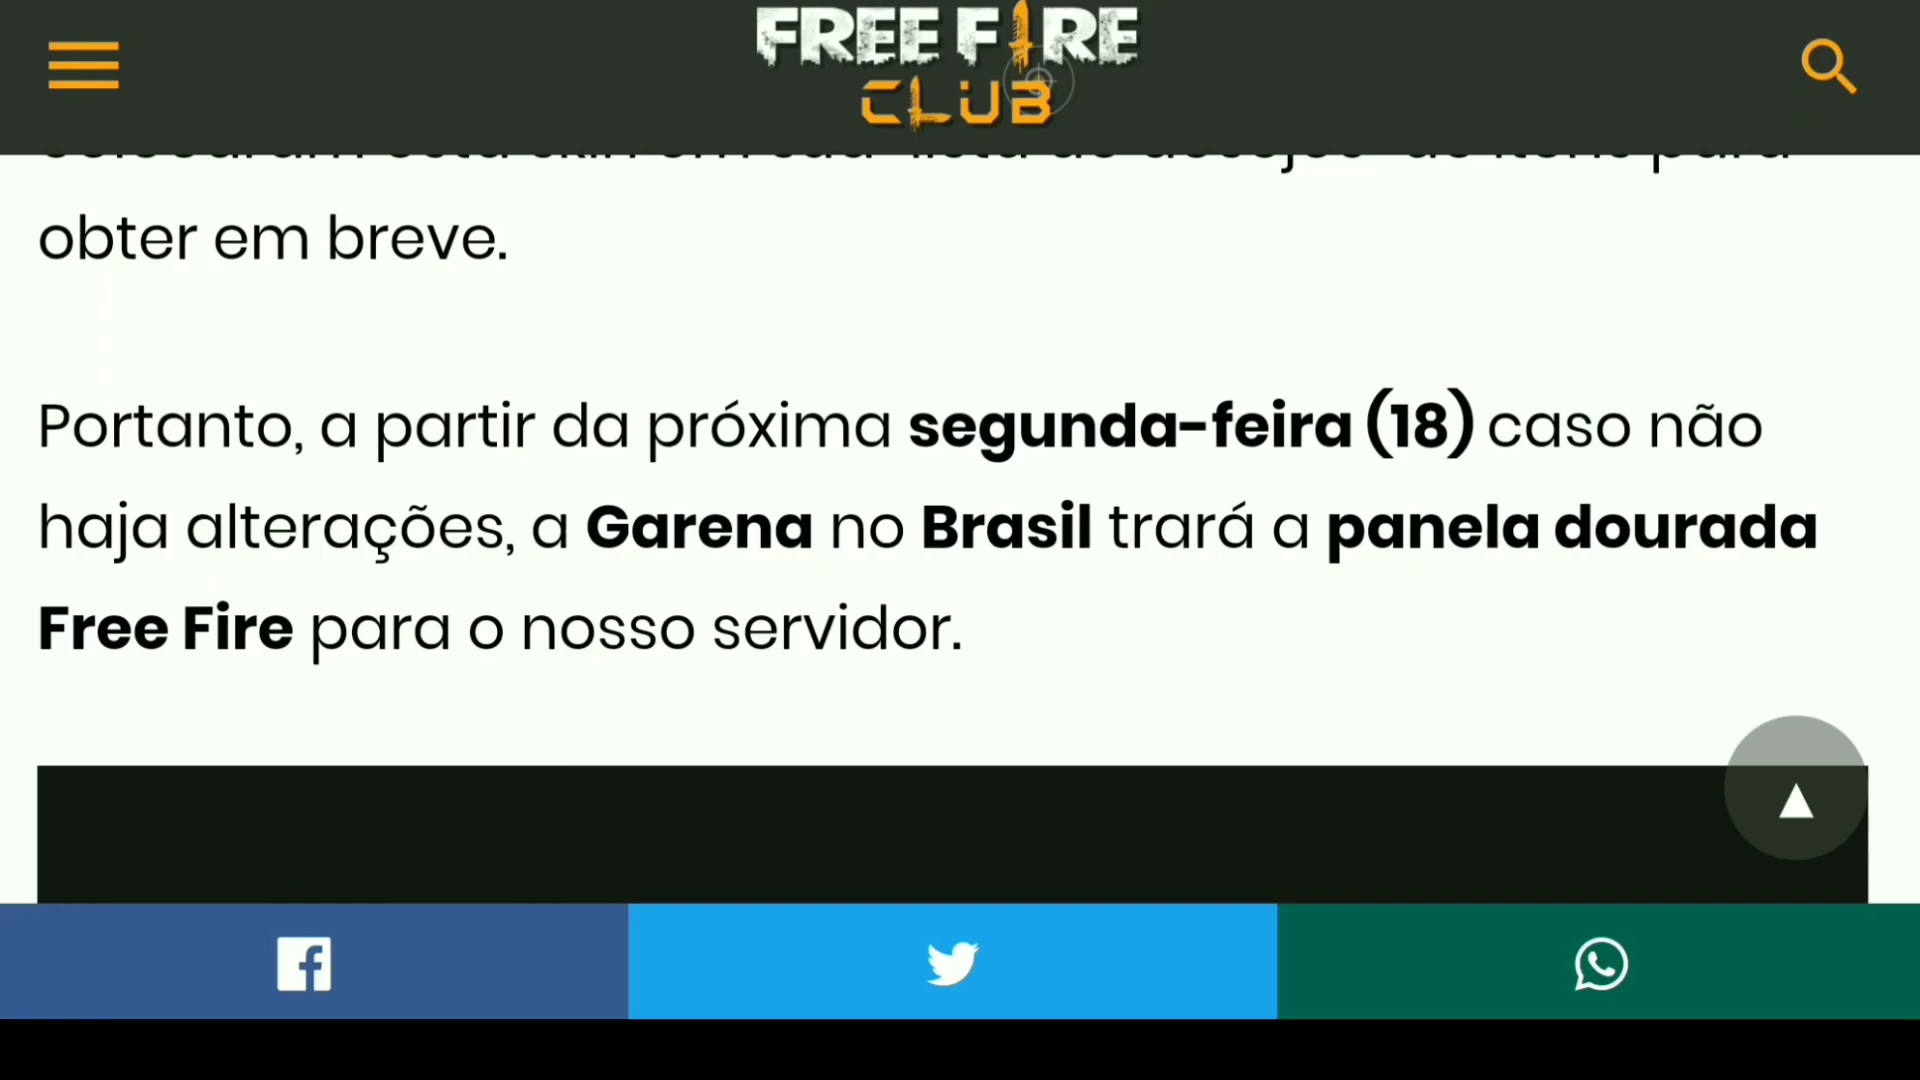 FREE FIRE
CLUB
obter em breve.
Portanto, a partir da próxima segunda-feira (18) caso não
haja alterações, a Garena no Brasil trará a panela dourada
Free Fire para o nosso servidor.